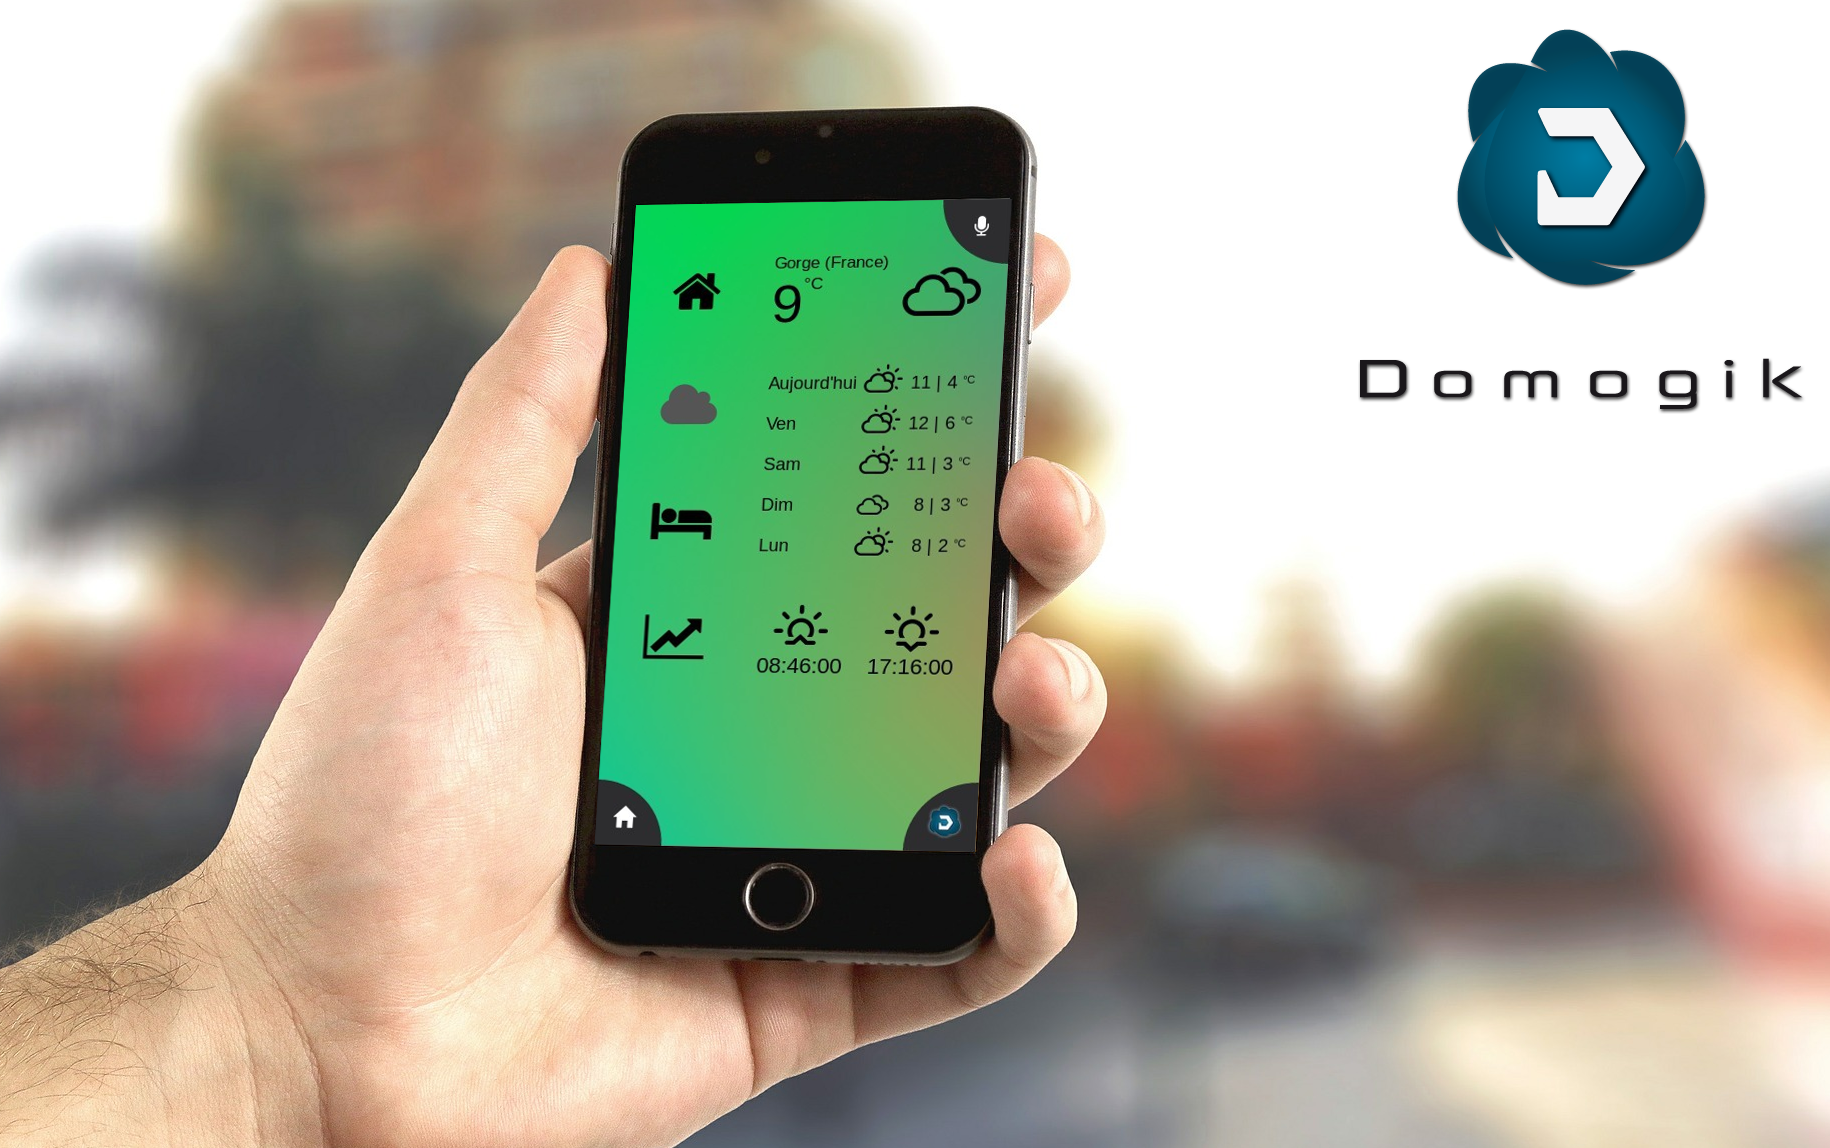 Domogik
Gorge (France)
9 °C
Aujourd'hui 11 | 4 °C
Ven 12 | 6 °C
Sam 11 | 3 °C
Dim 8 | 3 °C
Lun 8 | 2 °C
08:46:00 17:16:00